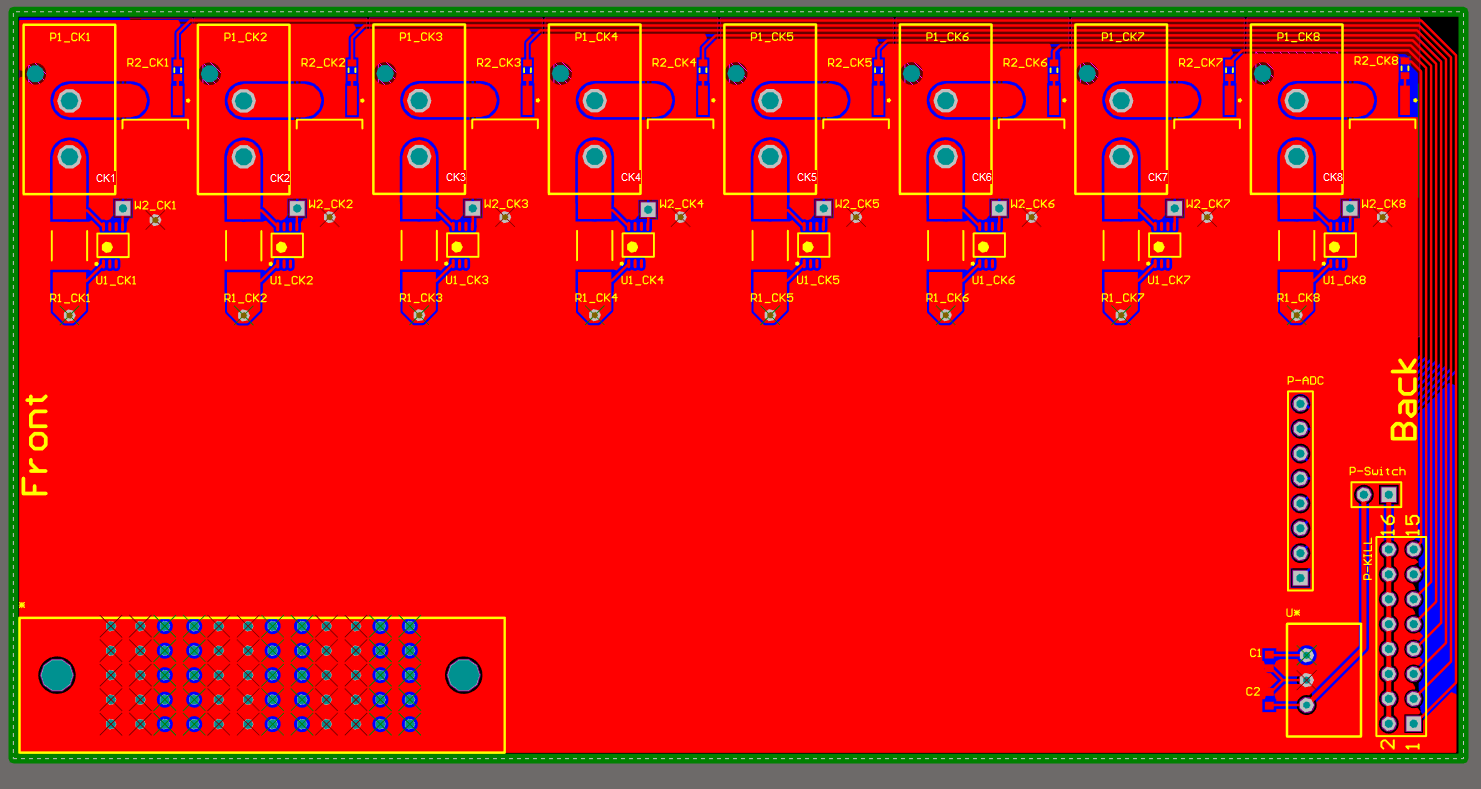 P1_CK1 P1_CK2 P1_CK3 P1_CK4 P1_CK5 P1_CK6 P1_CK7 P1_CK8
R2_CK1 R2_CK2 R2_CK3 R2_CK4 R2_CK5 R2_CK6 R2_CK7 R2_CK8
CK1 CK2 CK3 CK4 CK5 CK6 CK7 CK8
W2_CK1 W2_CK2 W2_CK3 W2_CK4 W2_CK5 W2_CK6 W2_CK7 W2_CK8
U1_CK1 U1_CK2 U1_CK3 U1_CK4 U1_CK5 U1_CK6 U1_CK7 U1_CK8
R1_CK1 R1_CK2 R1_CK3 R1_CK4 R1_CK5 R1_CK6 R1_CK7 R1_CK8
Front
Back
P-ADC
P-Switch
16 15
P-KILL
*
U*
C1
C2
2 1